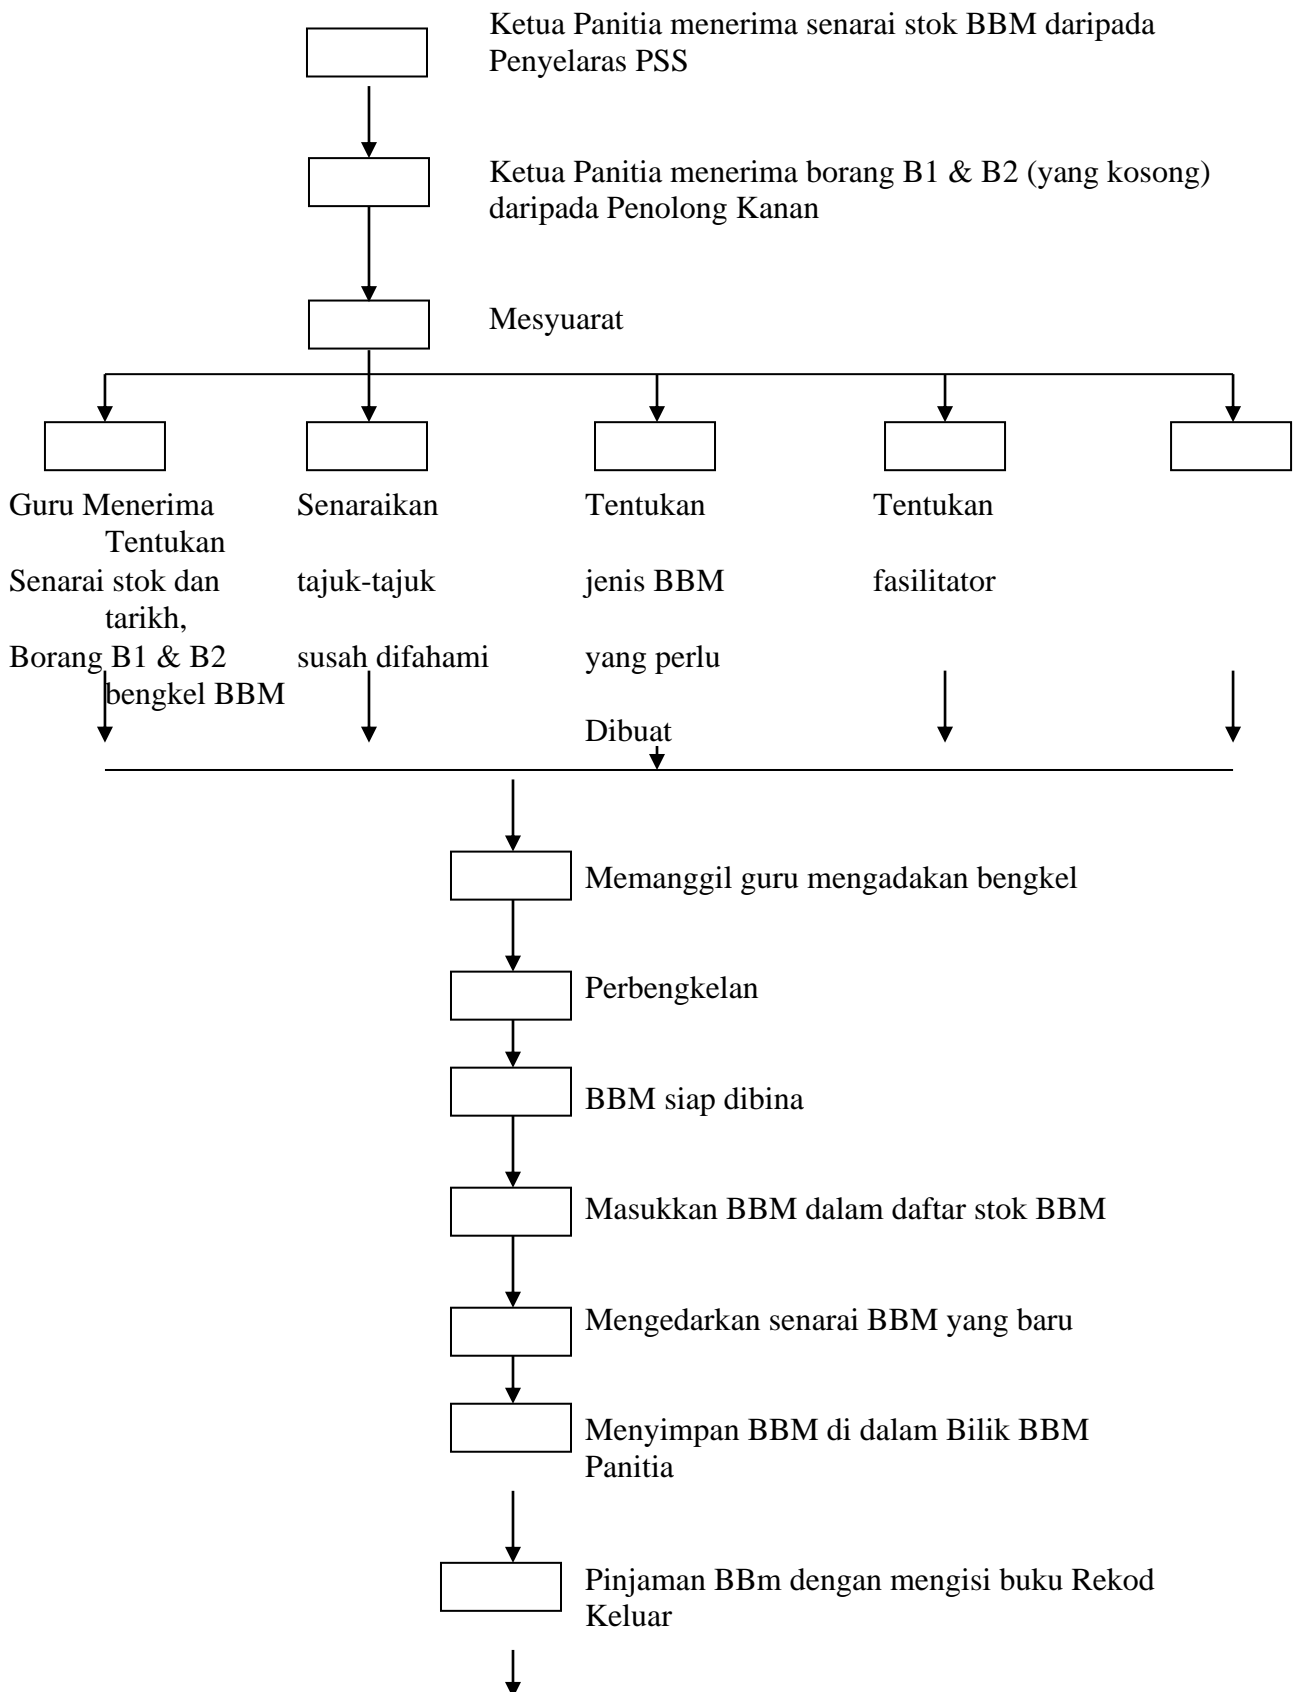 Ketua Panitia menerima senarai stok BBM daripada
Penyelaras PSS
Ketua Panitia menerima borang B1 & B2 (yang kosong)
daripada Penolong Kanan
Mesyuarat
Guru Menerima Senaraikan Tentukan Tentukan
Tentukan
Senarai stok dan tajuk-tajuk jenis BBM fasilitator
tarikh,
Borang B1 & B2 susah difahami yang perlu
bengkel BBM
Dibuat
Memanggil guru mengadakan bengkel
Perbengkelan
BBM siap dibina
Masukkan BBM dalam daftar stok BBM
Mengedarkan senarai BBM yang baru
Menyimpan BBM di dalam Bilik BBM
Panitia
Pinjaman BBm dengan mengisi buku Rekod
Keluar